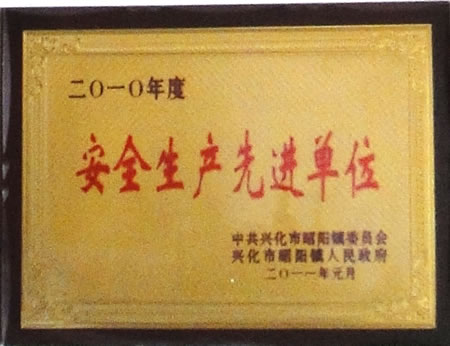 二〇一〇年度
安全生产先进单位
中共兴化市昭阳镇委员会
兴化市昭阳镇人民政府
二〇一一年元月